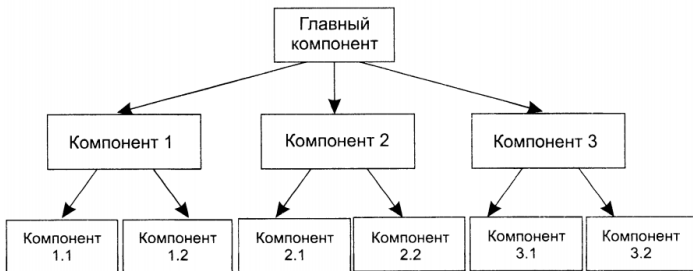 Главный
компонент
Компонент 1
Компонент 2
Компонент 3
Компонент
1.1
Компонент
1.2
Компонент
2.1
Компонент
2.2
Компонент
3.1
Компонент
3.2